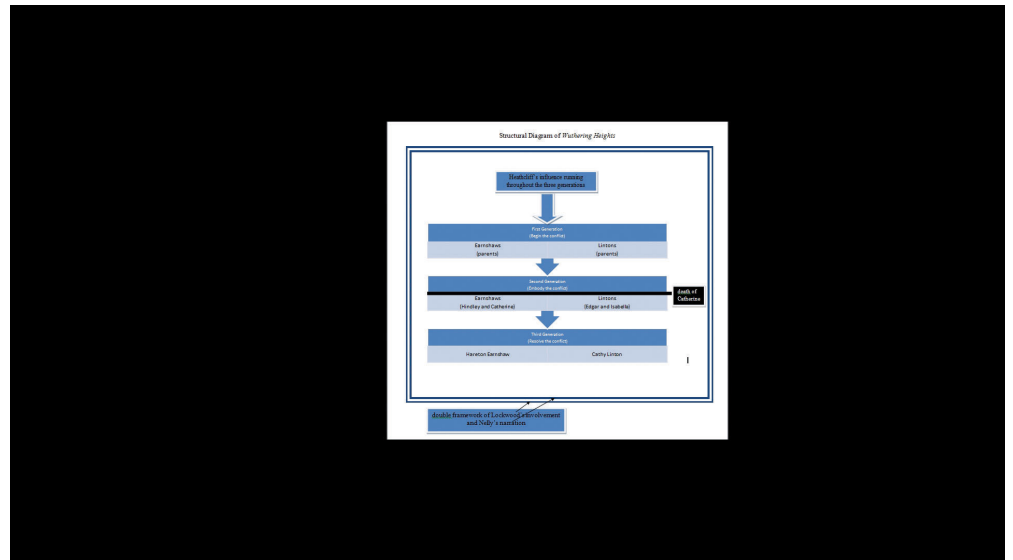 Structural Diagram of Wuthering Heights
Heathcliff's influence running
throughout the three generations
First Generation
(Begin the conflict)
Earnshaws
(parents)
Lintons
(parents)
Second Generation
(Embody the conflict)
death of
Catherine
Earnshaws
(Hindley and Catherine)
Lintons
(Edgar and Isabella)
Third Generation
(Resolve the conflict)
Hareton Earnshaw
Cathy Linton
double framework of Lockwood's involvement
and Nelly's narration